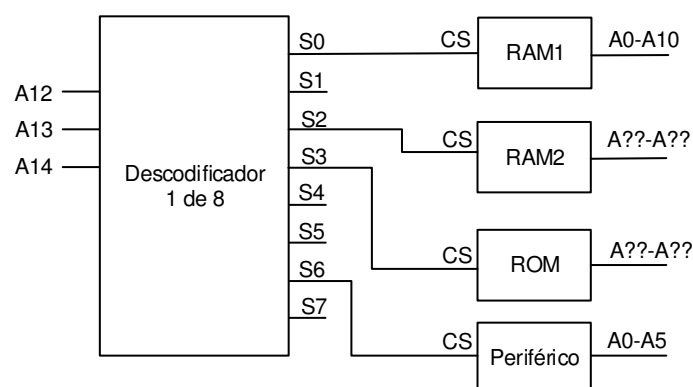 A12
A13
A14
Descodificador
1 de 8
S0
S1
S2
S3
S4
S5
S6
S7
CS
RAM1
A0-A10
CS
RAM2
A??-A??
CS
ROM
A??-A??
CS
Periférico
A0-A5